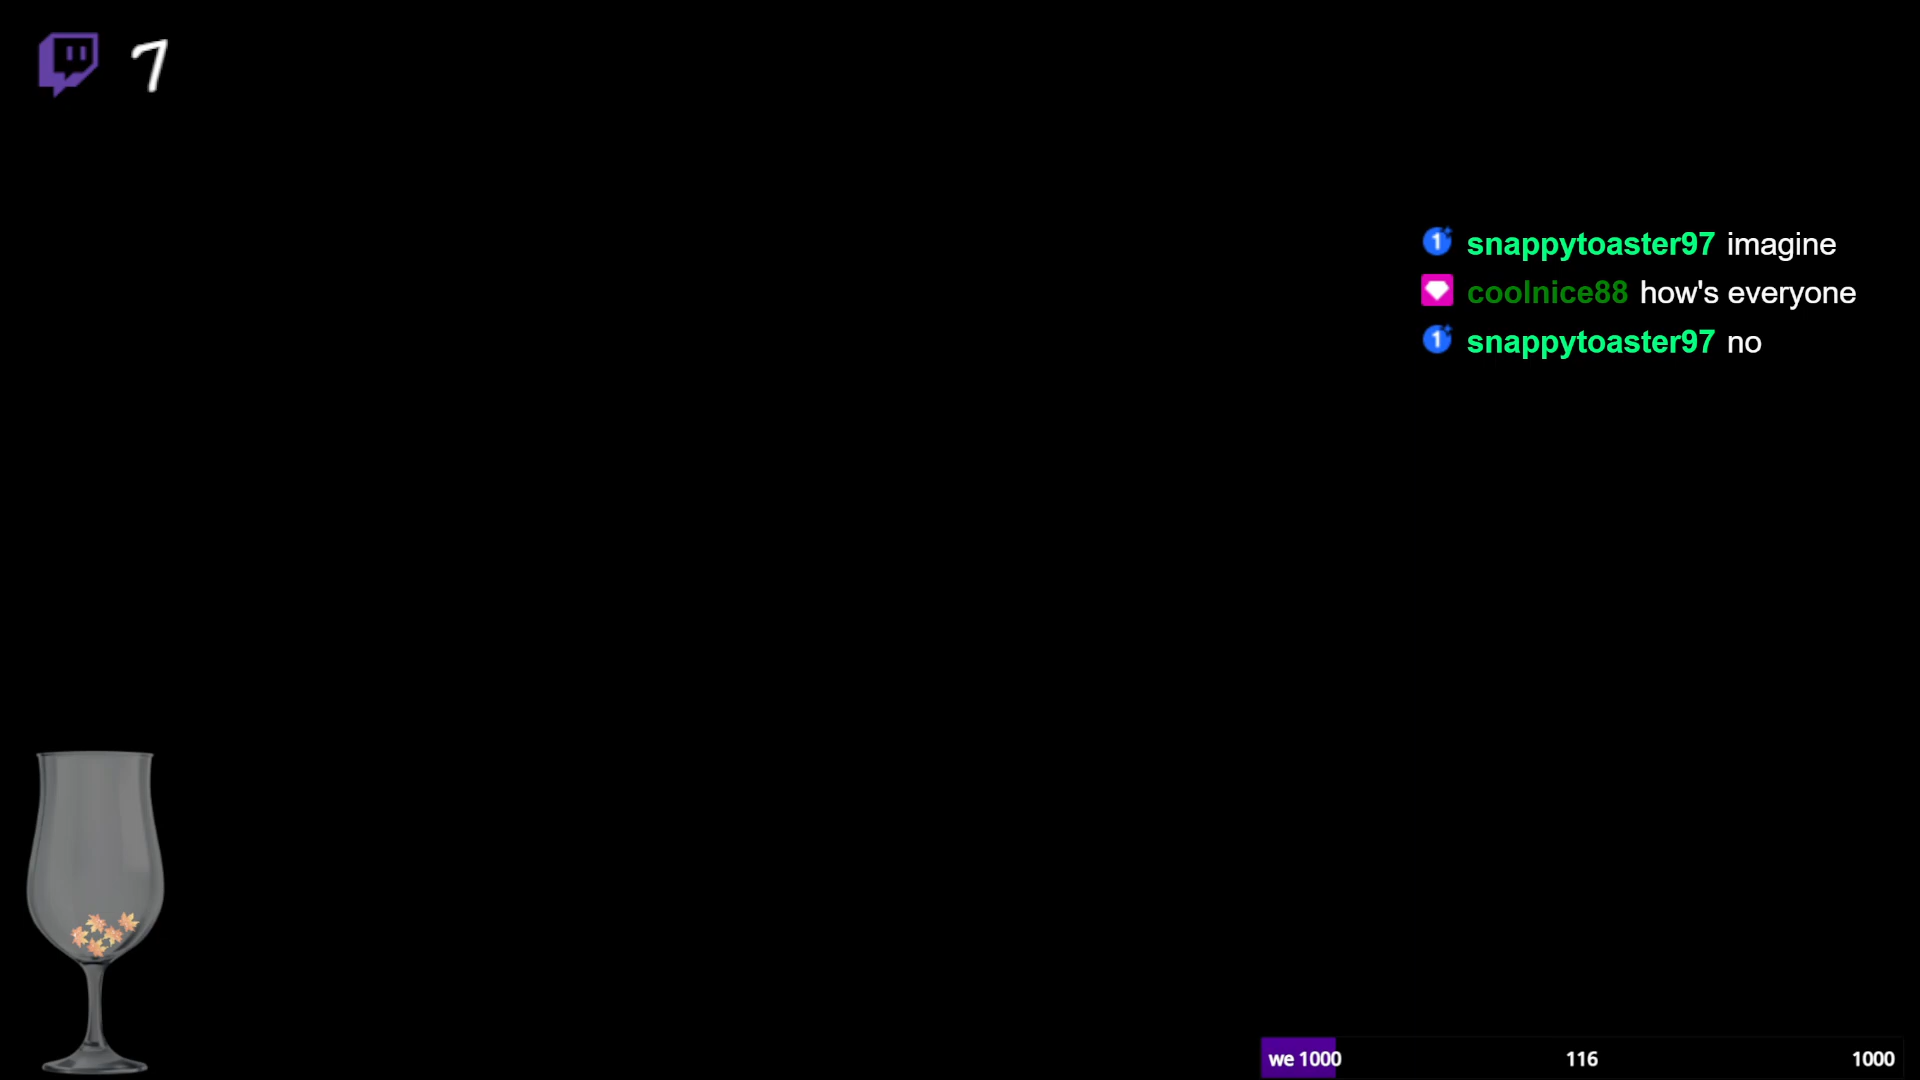 7
snappytoaster97 imagine
coolnice88 how's everyone
snappytoaster97 no
we 1000 116 1000